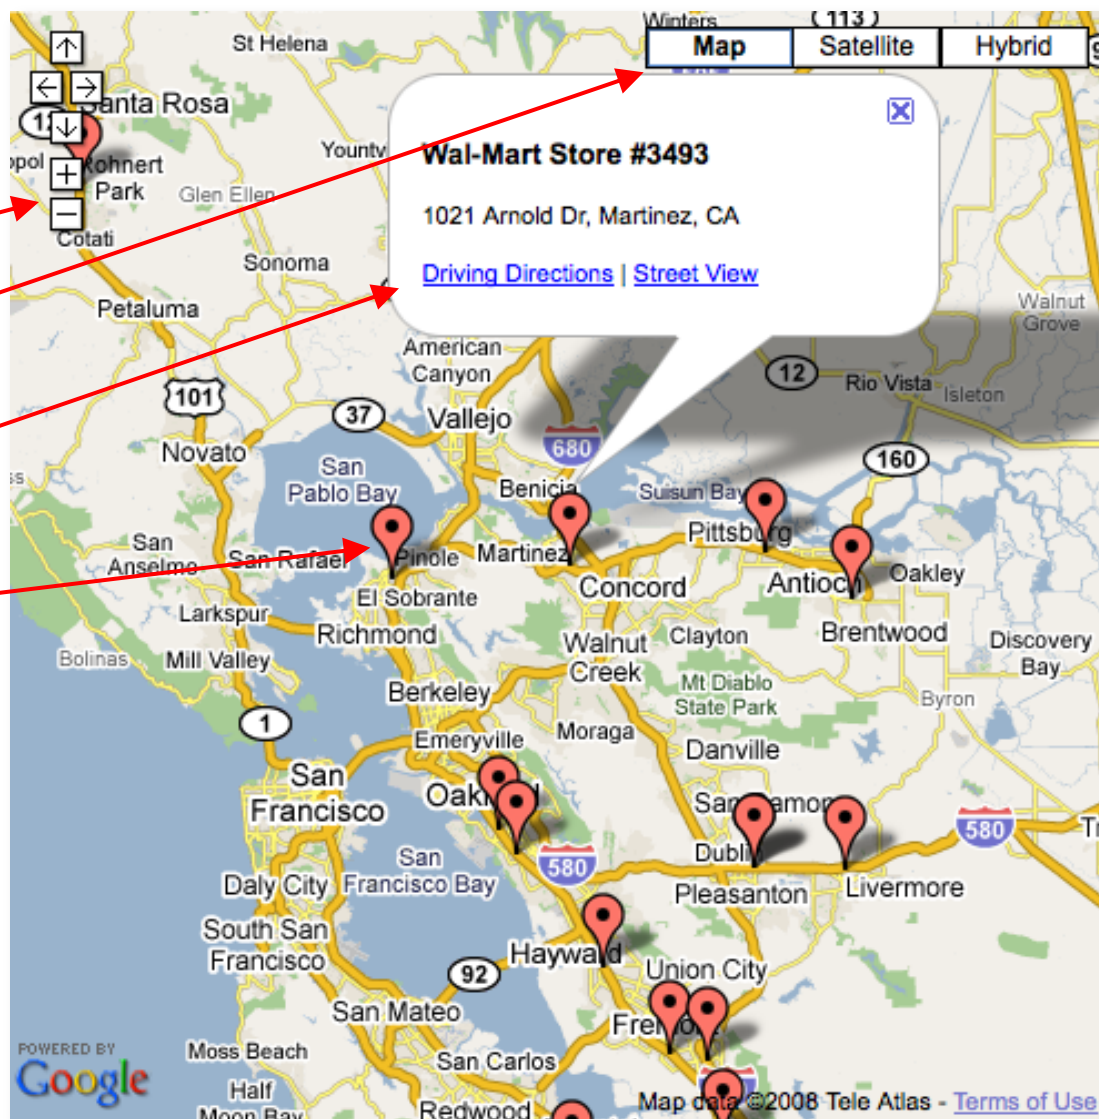 Winters
113
St Helena
Map
Satellite
Hybrid
Santa Rosa
Rohnert
Park
Glen Ellen
Cotati
Sonoma
Petaluma
Wal-Mart Store #3493
1021 Arnold Dr, Martinez, CA
Driving Directions | Street View
Walnut
Grove
American
Canyon
12
Rio Vista
Isleton
101
37
Vallejo
Novato
680
160
San
Pablo Bay
Benicia
Suisun Bay
Pittsburg
San
Anselmo
San Rafael
Pinole
Martinez
Concord
Antioch
Oakley
El Sobrante
Larkspur
Richmond
Walnut
Creek
Clayton
Brentwood
Discovery
Bay
Bolinas
Mill Valley
Berkeley
Mt Diablo
State Park
Byron
1
Emeryville
Moraga
Danville
San
Francisco
Oakland
San Ramon
580
Dublin
San
Francisco Bay
580
Daly City
Pleasanton
Livermore
South San
Francisco
92
Hayward
Union City
San Mateo
Fremont
POWERED BY
Google
Moss Beach
San Carlos
Half
Moon Bay
Redwood
Map data ©2008 Tele Atlas - Terms of Use